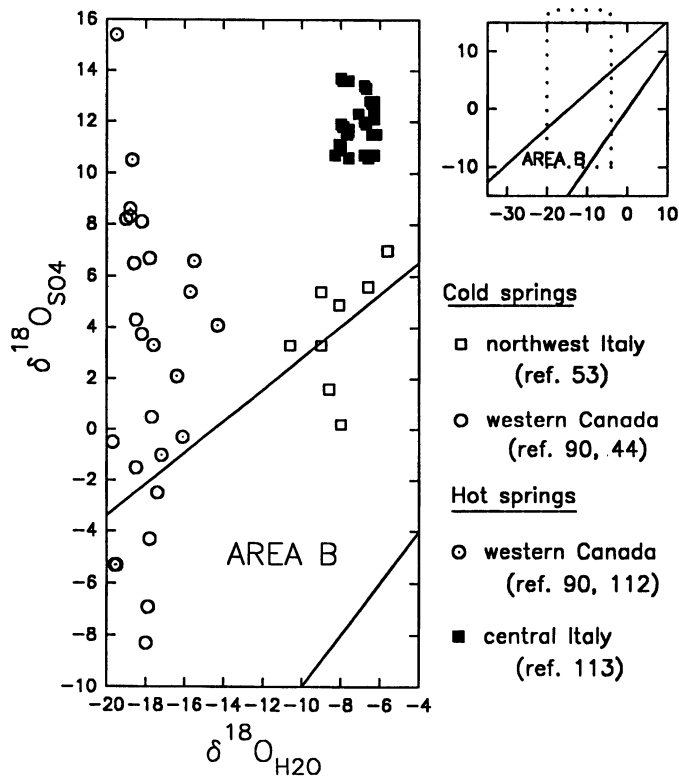 16
14
12
10
8
6
4
2
0
−2
−4
−6
−8
−10
δ18OSO4
−20 −18 −16 −14 −12 −10 −8 −6 −4
δ18OH2O
AREA B
10
0
−10
AREA B
−30 −20 −10 0 10
Cold springs
northwest Italy
(ref. 53)
western Canada
(ref. 90, 44)
Hot springs
western Canada
(ref. 90, 112)
central Italy
(ref. 113)